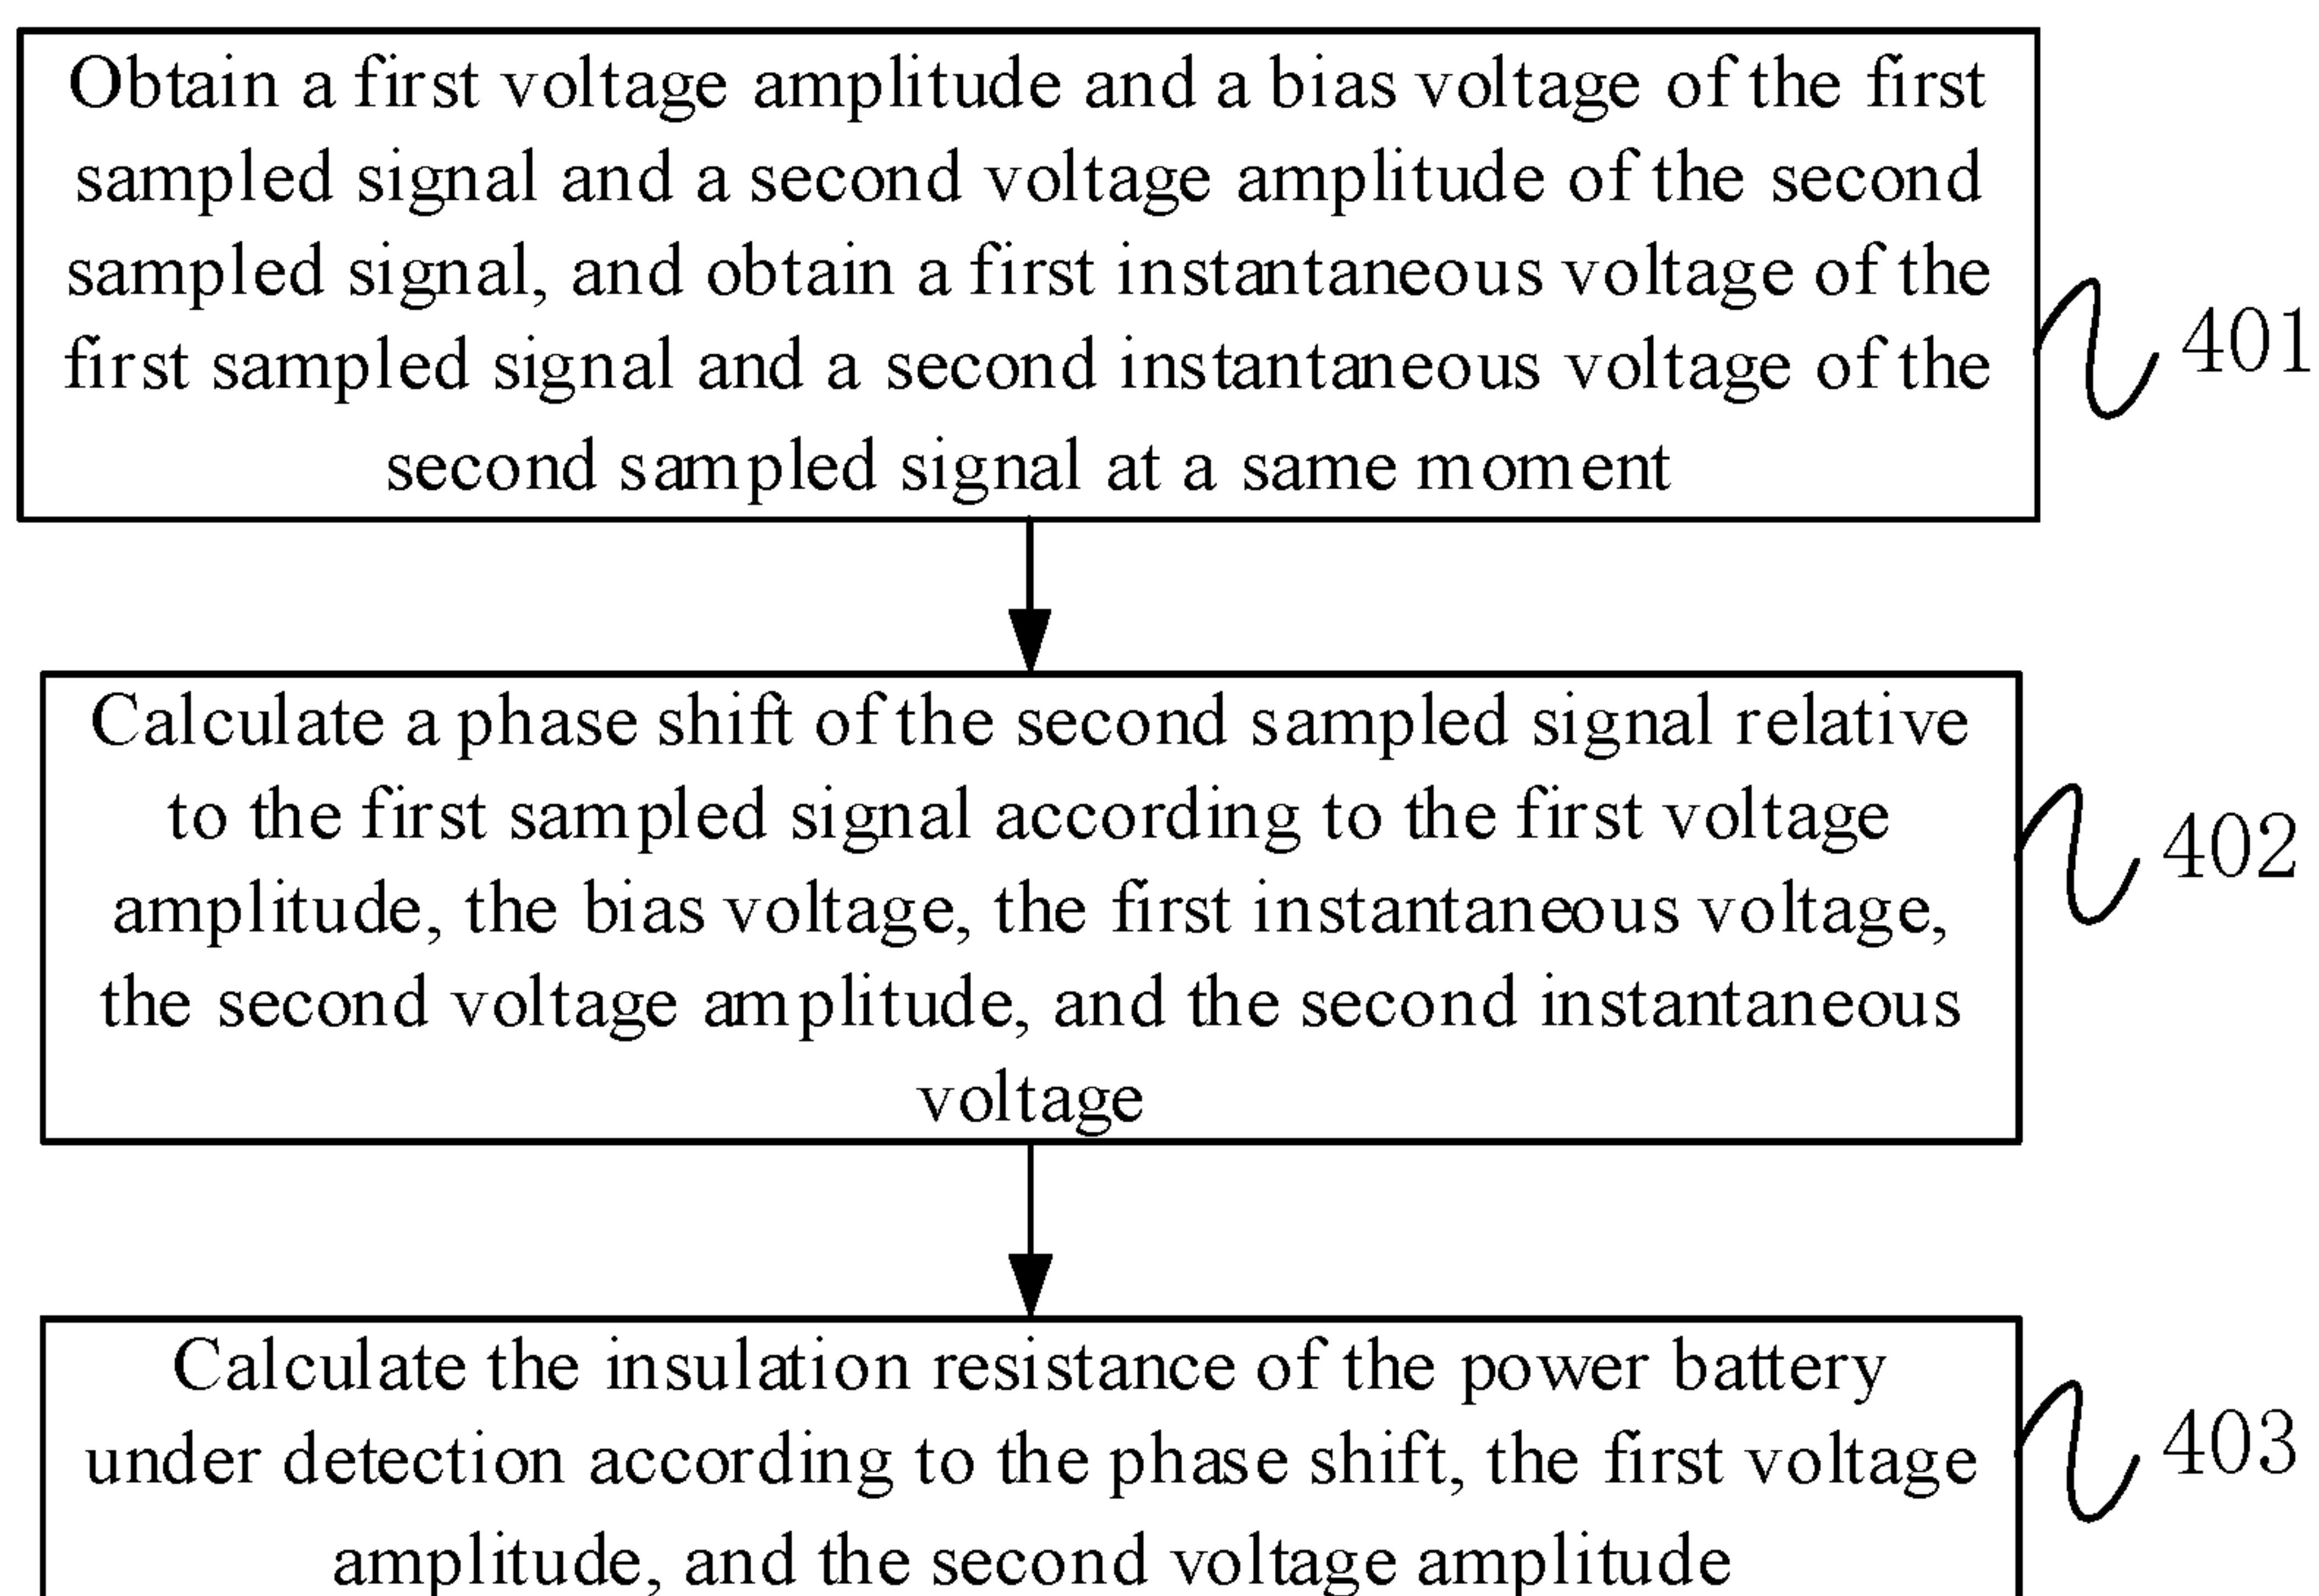 Obtain a first voltage amplitude and a bias voltage of the first
sampled signal and a second voltage amplitude of the second
sampled signal, and obtain a first instantaneous voltage of the
first sampled signal and a second instantaneous voltage of the
second sampled signal at a same moment
401
Calculate a phase shift of the second sampled signal relative
to the first sampled signal according to the first voltage
amplitude, the bias voltage, the first instantaneous voltage,
the second voltage amplitude, and the second instantaneous
voltage
402
Calculate the insulation resistance of the power battery
under detection according to the phase shift, the first voltage
amplitude, and the second voltage amplitude
403